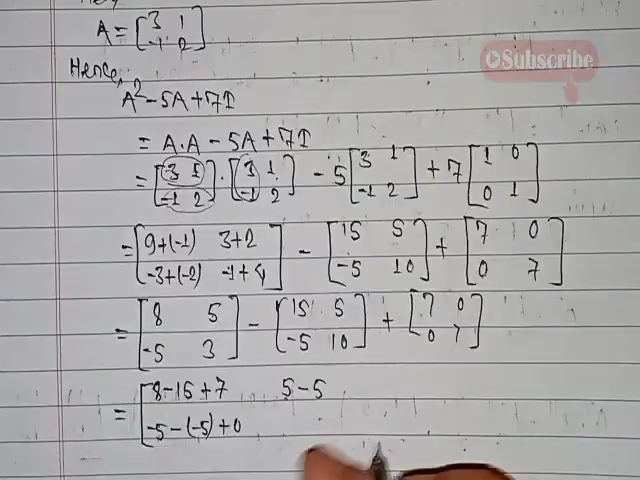 A = [3 1
-1 2]
Subscribe
Hence,
A² - 5A + 7I
= A.A - 5A + 7I
= [3 1
-1 2] . [3 1
-1 2] - 5 [3 1
-1 2] + 7 [1 0
0 1]
= [9+(-1) 3+2
-3+(-2) -1+4] - [15 5
-5 10] + [7 0
0 7]
= [8 5
-5 3] - [15 5
-5 10] + [7 0
0 7]
= [8-15+7 5-5
-5-(-5)+0